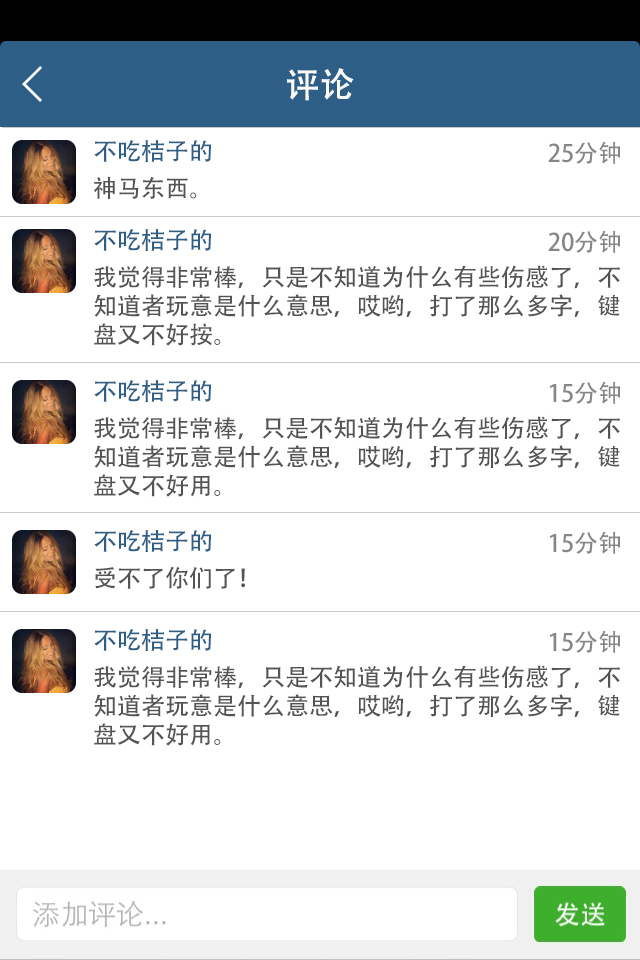 评论
不吃桔子的
25分钟
神马东西。
不吃桔子的
20分钟
我觉得非常棒，只是不知道为什么有些伤感了，不
知道者玩意是什么意思，哎哟，打了那么多字，键
盘又不好按。
不吃桔子的
15分钟
我觉得非常棒，只是不知道为什么有些伤感了，不
知道者玩意是什么意思，哎哟，打了那么多字，键
盘又不好用。
不吃桔子的
15分钟
受不了你们了！
不吃桔子的
15分钟
我觉得非常棒，只是不知道为什么有些伤感了，不
知道者玩意是什么意思，哎哟，打了那么多字，键
盘又不好用。
添加评论...
发送